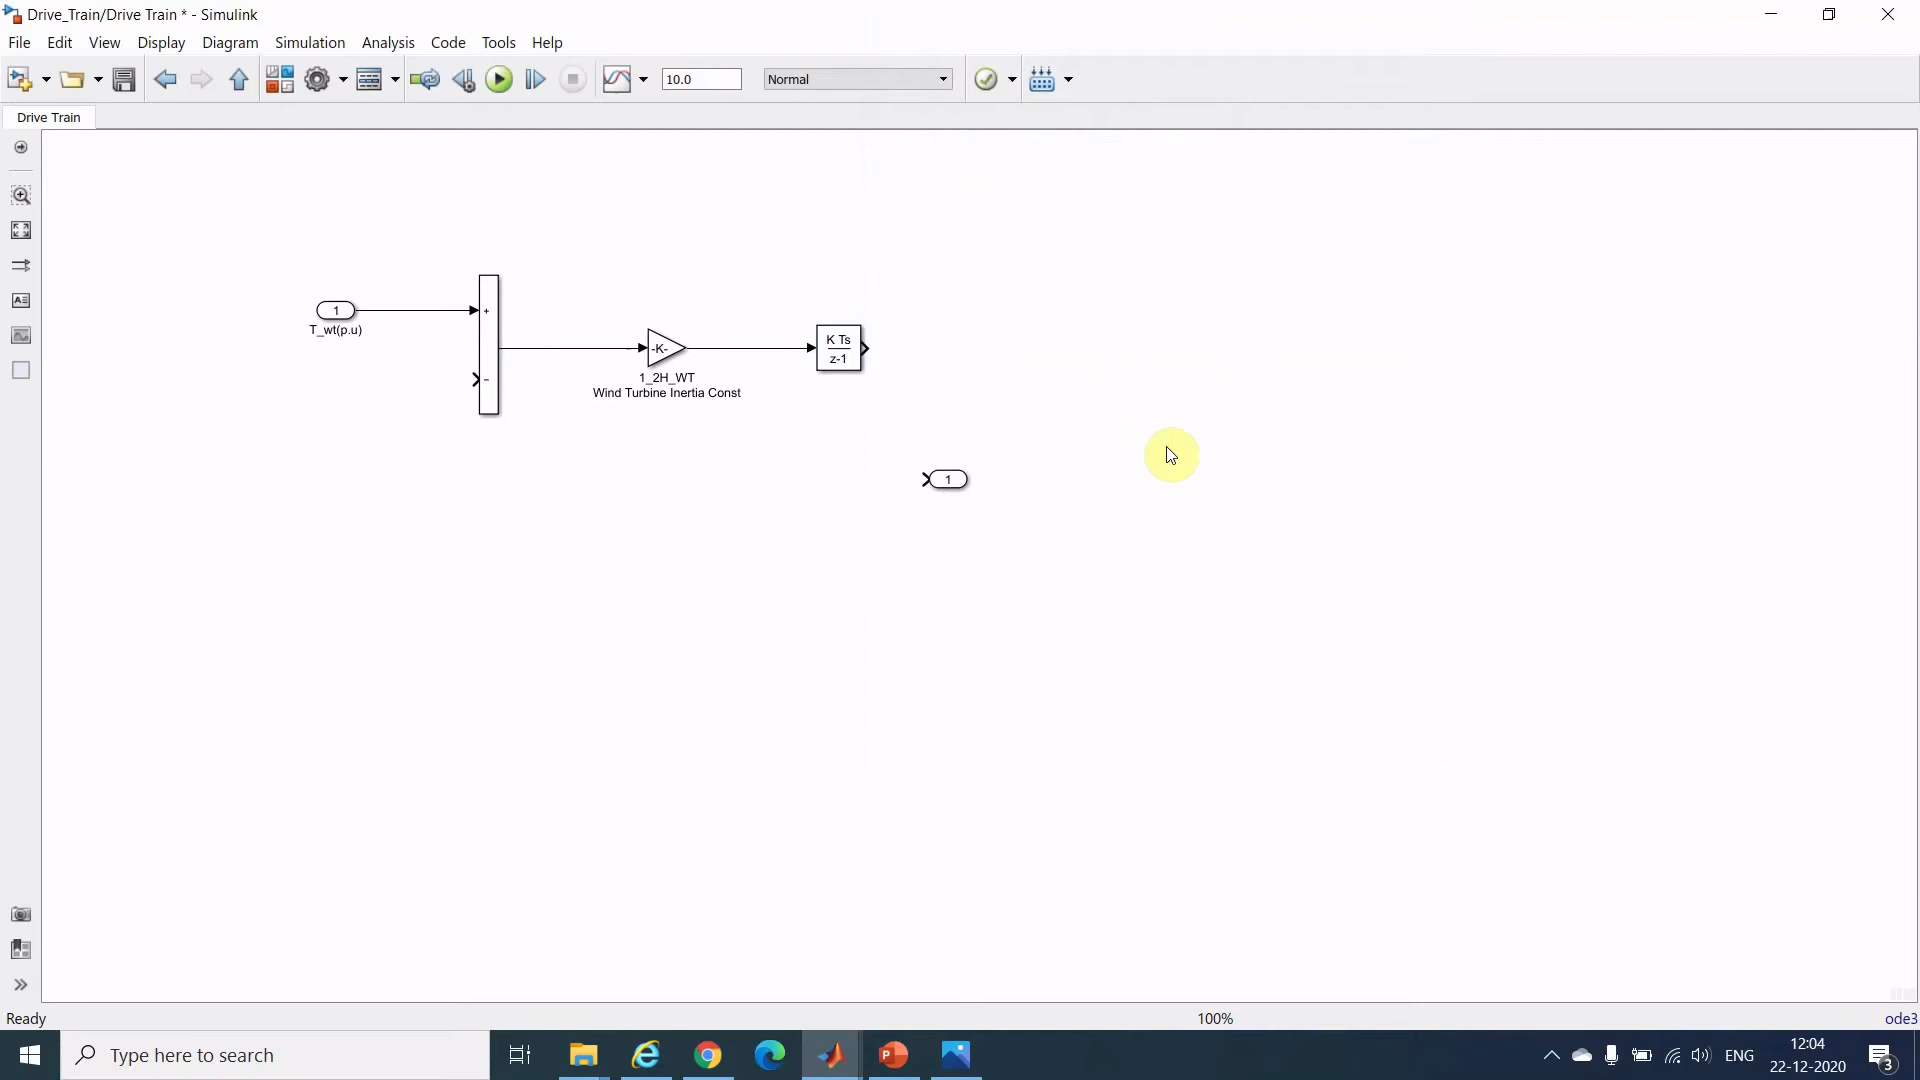 Drive_Train/Drive Train * - Simulink
File Edit View Display Diagram Simulation Analysis Code Tools Help
10.0 Normal
Drive Train
1
T_wt(p.u)
+
-
-K-
1_2H_WT
Wind Turbine Inertia Const
K Ts
z-1
1
Ready 100% ode3
Type here to search
ENG
12:04
22-12-2020
3